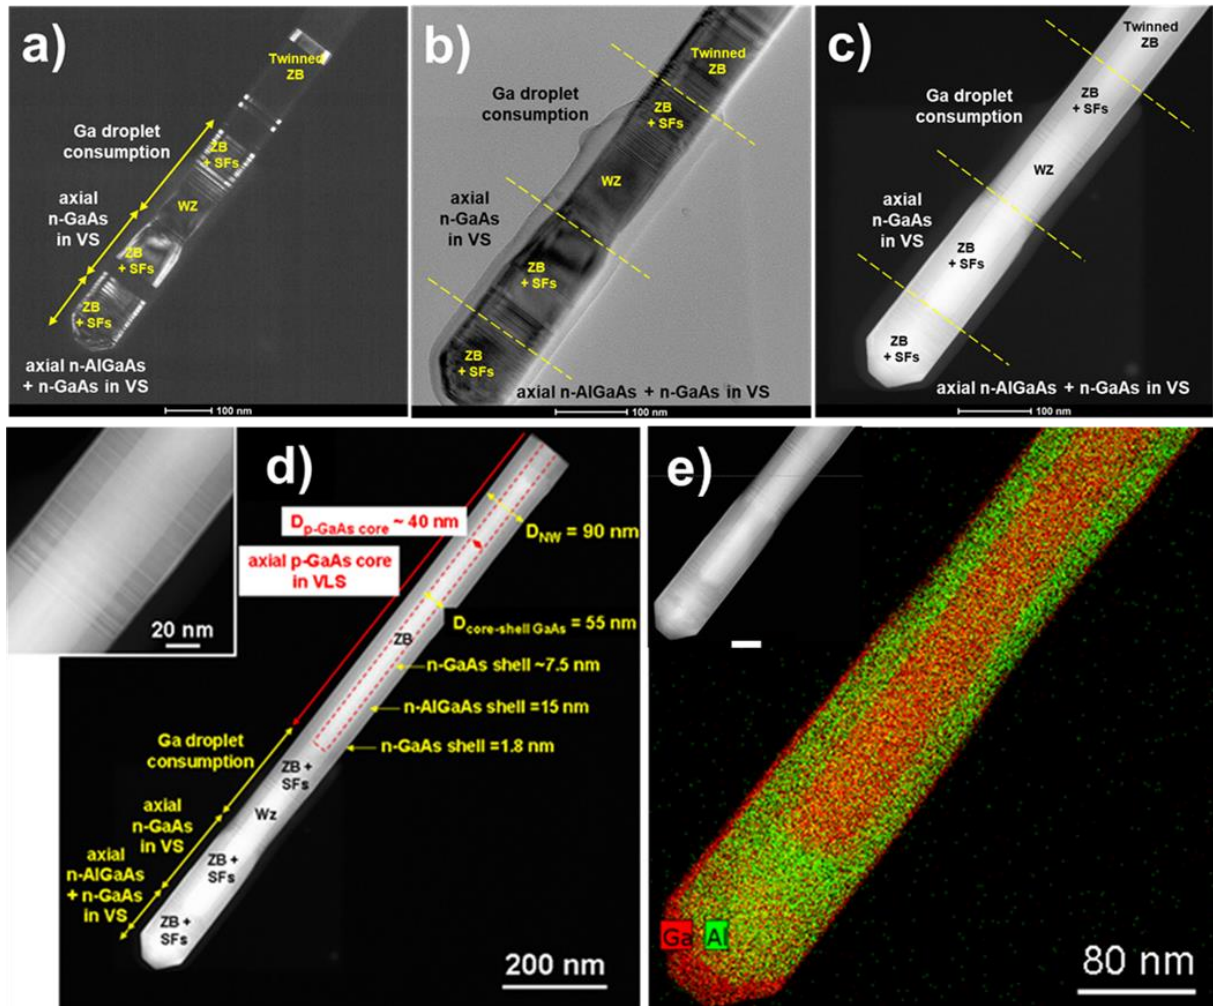 a)
Twinned
ZB
Ga droplet
consumption
ZB
+ SFs
axial
n-GaAs
in VS
WZ
ZB
+ SFs
ZB
+ SFs
axial n-AlGaAs
+ n-GaAs in VS
100 nm
b)
Twinned
ZB
Ga droplet
consumption
ZB
+ SFs
axial
n-GaAs
in VS
WZ
ZB
+ SFs
ZB
+ SFs
axial n-AlGaAs + n-GaAs in VS
100 nm
c)
Twinned
ZB
Ga droplet
consumption
ZB
+ SFs
axial
n-GaAs
in VS
WZ
ZB
+ SFs
ZB
+ SFs
axial n-AlGaAs + n-GaAs in VS
100 nm
20 nm
d)
Dp-GaAs core ~ 40 nm
DNW = 90 nm
axial p-GaAs core
in VLS
Dcore-shell GaAs = 55 nm
ZB
n-GaAs shell ~7.5 nm
n-AlGaAs shell =15 nm
n-GaAs shell =1.8 nm
Ga droplet
consumption
ZB +
SFs
Wz
axial
n-GaAs
in VS
ZB +
SFs
axial
n-AlGaAs
+ n-GaAs
in VS
ZB +
SFs
200 nm
e)
Ga Al
80 nm